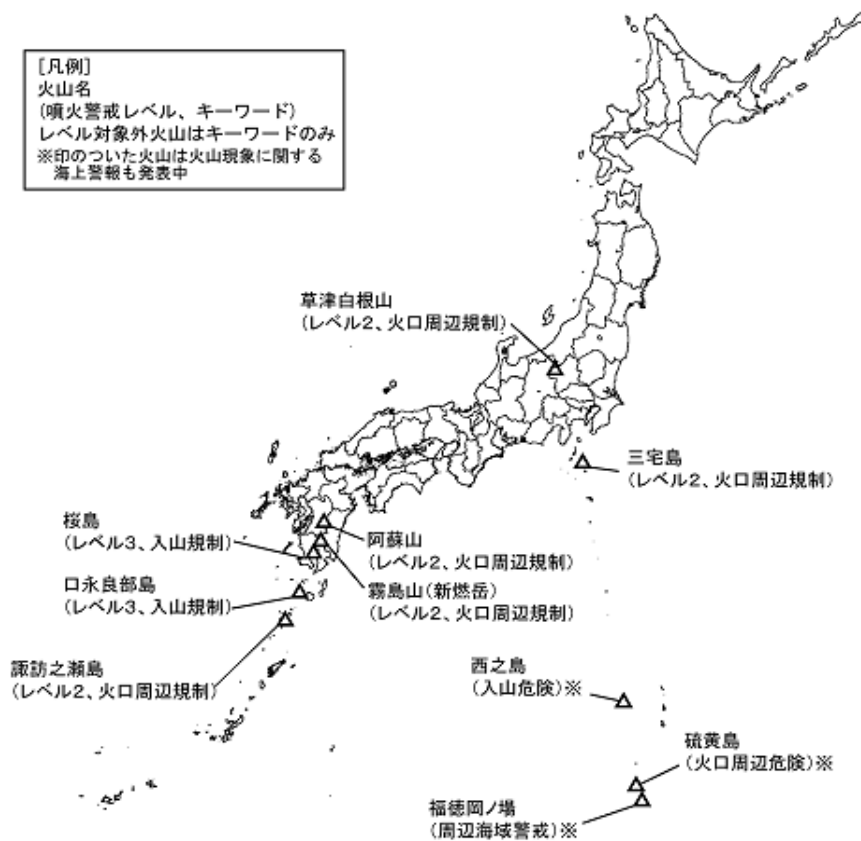 [凡例]
火山名
(噴火警戒レベル、キーワード)
レベル対象外火山はキーワードのみ
※印のついた火山は火山現象に関する
海上警報も発表中
草津白根山
(レベル2、火口周辺規制)
三宅島
(レベル2、火口周辺規制)
桜島
(レベル3、入山規制)
阿蘇山
(レベル2、火口周辺規制)
口永良部島
(レベル3、入山規制)
霧島山(新燃岳)
(レベル2、火口周辺規制)
諏訪之瀬島
(レベル2、火口周辺規制)
西之島
(入山危険)※
硫黄島
(火口周辺危険)※
福徳岡ノ場
(周辺海域警戒)※